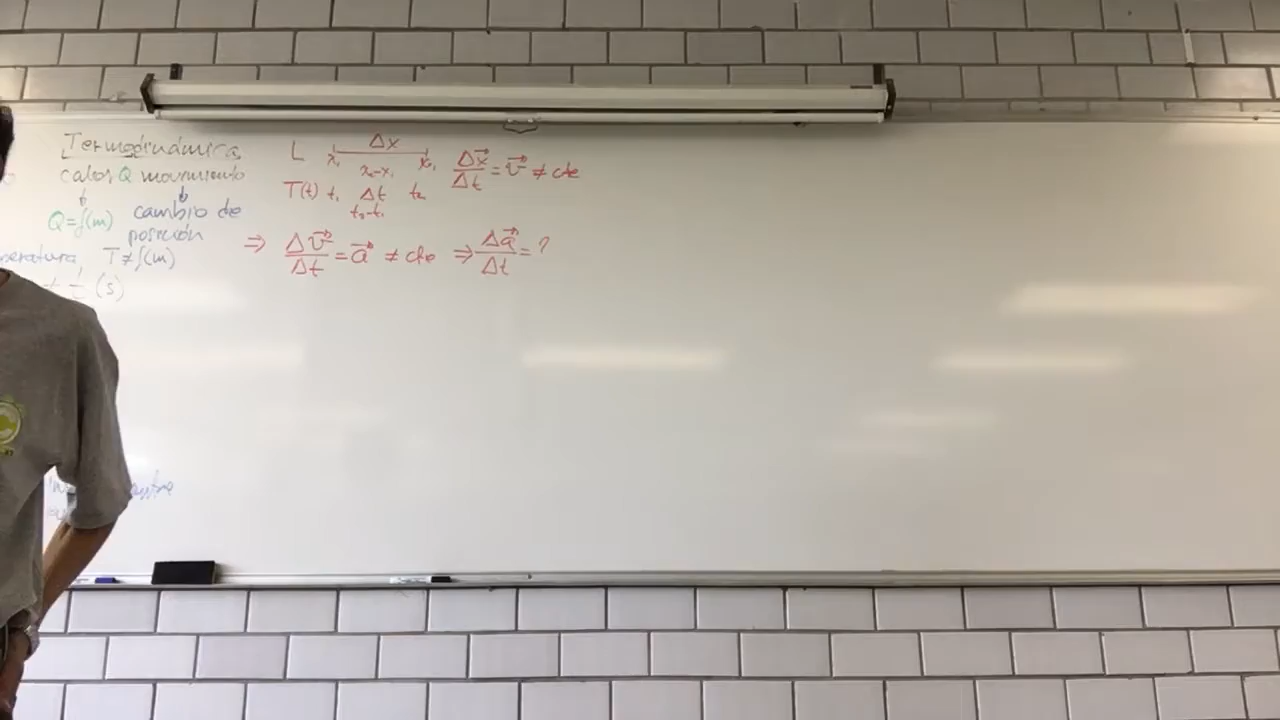 Termodinámica
calor Q movimiento
↓ ↓
Q=f(m) cambio de
posición
peratura T≠f(m)
t (s)
L x₁ Δx x₂
x₂-x₁
T(t) t₁ Δt t₂
t₂-t₁
Δx⃗/Δt = v⃗ ≠ cte
⇒ Δv⃗/Δt = a⃗ ≠ cte ⇒ Δa⃗/Δt = ?